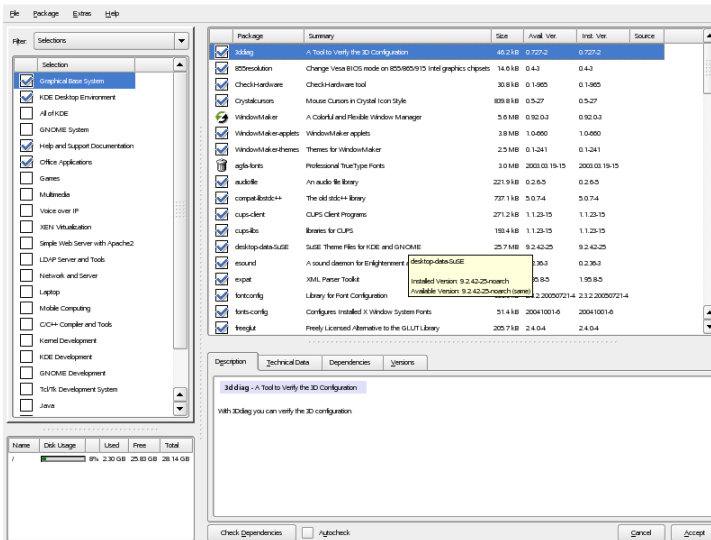 File Package Extras Help
Filter Selections
Selection
Graphical Base System
KDE Desktop Environment
All of KDE
GNOME System
Help and Support Documentation
Office Applications
Games
Multimedia
Voice over IP
XEN Virtualization
Simple Web Server with Apache2
LDAP Server and Tools
Network and Server
Laptop
Mobile Computing
C/C++ Compiler and Tools
Kernel Development
KDE Development
GNOME Development
Tcl/Tk Development System
Java
Name Disk Usage Used Free Total
/ 8% 2.30 GB 25.83 GB 28.14 GB
Package Summary Size Avail. Ver. Inst. Ver. Source
3ddiag A Tool to Verify the 3D Configuration 46.2 kB 0.727-2 0.727-2
855resolution Change Vesa BIOS mode on 855/865/915 Intel graphics chipsets 14.6 kB 0.4-3 0.4-3
CheckHardware CheckHardware tool 30.8 kB 0.1-965 0.1-965
Crystalcursors Mouse Cursors in Crystal Icon Style 839.8 kB 0.5-27 0.5-27
WindowMaker A Colorful and Flexible Window Manager 5.6 MB 0.92.0-3 0.92.0-3
WindowMaker-applets WindowMaker applets 3.8 MB 1.0-660 1.0-660
WindowMaker-themes Themes for WindowMaker 2.5 MB 0.1-241 0.1-241
agfa-fonts Professional TrueType Fonts 3.0 MB 2003.03.19-15 2003.03.19-15
audiofile An audio file library 221.9 kB 0.2.6-5 0.2.6-5
compat-libstdc++ The old stdc++ library 737.1 kB 5.0.7-4 5.0.7-4
cups-client CUPS Client Programs 271.2 kB 1.1.23-15 1.1.23-15
cups-libs libraries for CUPS 193.4 kB 1.1.23-15 1.1.23-15
desktop-data-SuSE SuSE Theme Files for KDE and GNOME 25.7 MB 9.2.42-25 9.2.42-25
esound A sound daemon for Enlightenment 0.2.36-3
expat XML Parser Toolkit 1.95.8-5
fontconfig Library for Font Configuration 2.3.2.20050721-4
fonts-config Configures Installed X Window System Fonts 51.4 kB 20041001-6 20041001-6
freeglut Freely Licensed Alternative to the GLUT Library 205.7 kB 2.4.0-4 2.4.0-4
desktop-data-SuSE
Installed Version: 9.2.42-25-noarch
Available Version: 9.2.42-25-noarch (same)
Description Technical Data Dependencies Versions
3ddiag - A Tool to Verify the 3D Configuration
With 3Ddiag you can verify the 3D configuration.
Check Dependencies Autocheck Cancel Accept